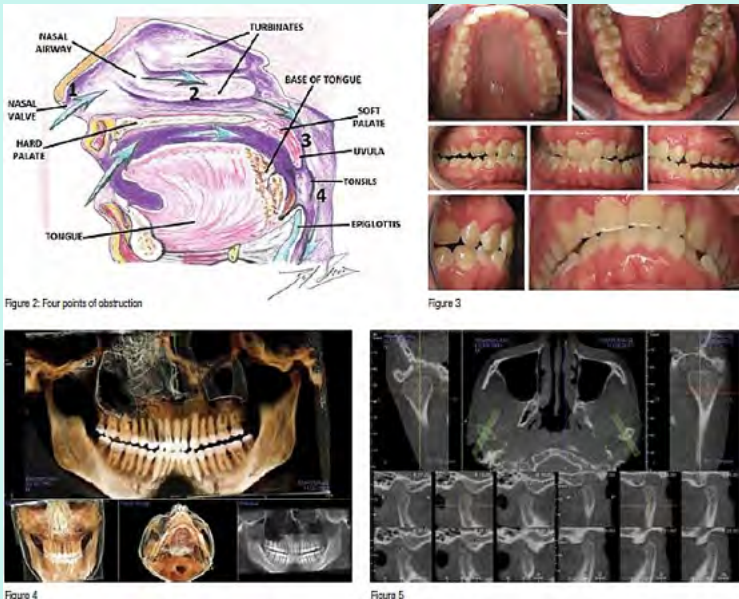 NASAL
AIRWAY
TURBINATES
1
2
BASE OF TONGUE
NASAL
VALVE
SOFT
PALATE
HARD
PALATE
3
UVULA
TONSILS
4
EPIGLOTTIS
TONGUE
Figure 2: Four points of obstruction
Figure 3
Figure 4
Figure 5